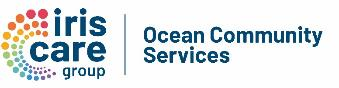 iris
care
group
Ocean Community
Services